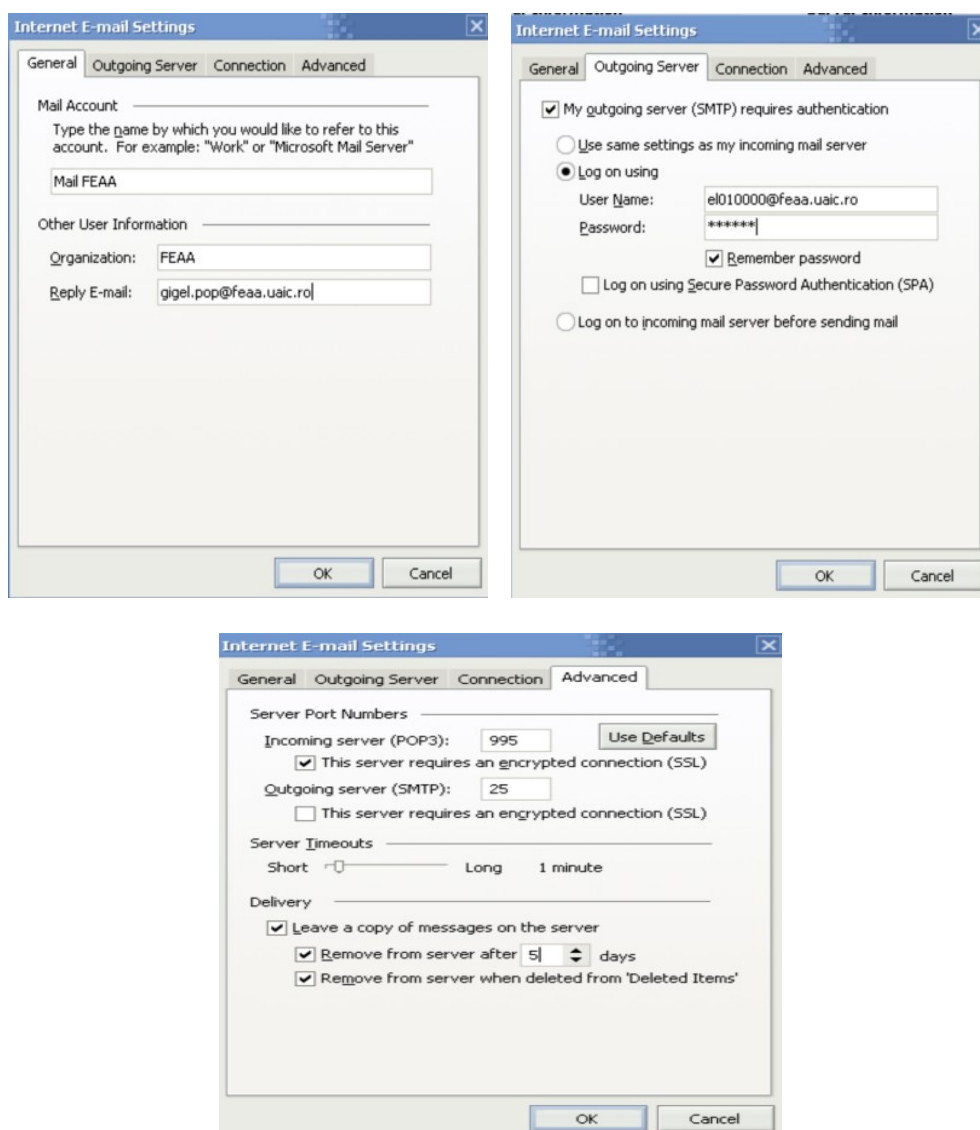 Internet E-mail Settings
General Outgoing Server Connection Advanced
Mail Account
Type the name by which you would like to refer to this
account. For example: "Work" or "Microsoft Mail Server"
Mail FEAA
Other User Information
Organization: FEAA
Reply E-mail: gigel.pop@feaa.uaic.ro
OK Cancel
Internet E-mail Settings
General Outgoing Server Connection Advanced
My outgoing server (SMTP) requires authentication
Use same settings as my incoming mail server
Log on using
User Name: el010000@feaa.uaic.ro
Password: ******
Remember password
Log on using Secure Password Authentication (SPA)
Log on to incoming mail server before sending mail
OK Cancel
Internet E-mail Settings
General Outgoing Server Connection Advanced
Server Port Numbers
Incoming server (POP3): 995 Use Defaults
This server requires an encrypted connection (SSL)
Outgoing server (SMTP): 25
This server requires an encrypted connection (SSL)
Server Timeouts
Short Long 1 minute
Delivery
Leave a copy of messages on the server
Remove from server after 5 days
Remove from server when deleted from 'Deleted Items'
OK Cancel